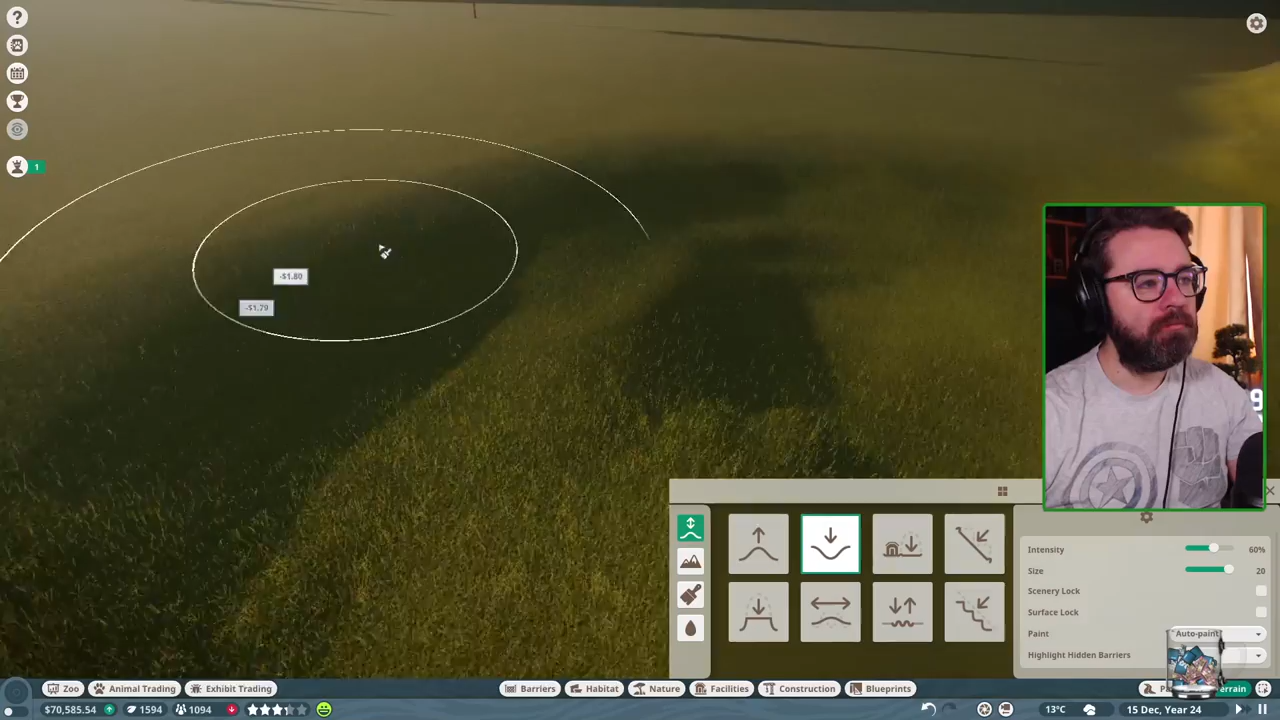 ?
1
-$1.80
-$1.79
Intensity 60%
Size 20
Scenery Lock
Surface Lock
Paint Auto-paint
Highlight Hidden Barriers
Zoo Animal Trading Exhibit Trading Barriers Habitat Nature Facilities Construction Blueprints
$70,585.54 1594 1094 13°C 15 Dec, Year 24